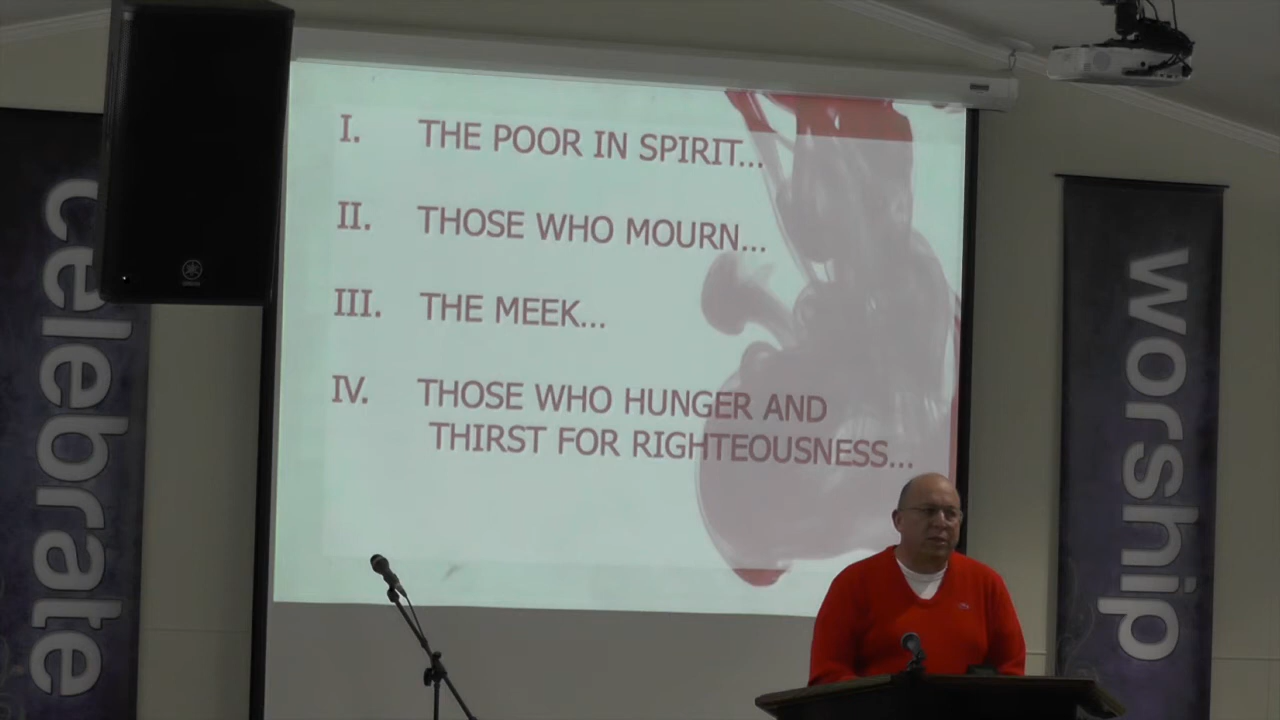 celebrate
I. THE POOR IN SPIRIT...
II. THOSE WHO MOURN...
III. THE MEEK...
IV. THOSE WHO HUNGER AND
THIRST FOR RIGHTEOUSNESS...
worship
YAMAHA